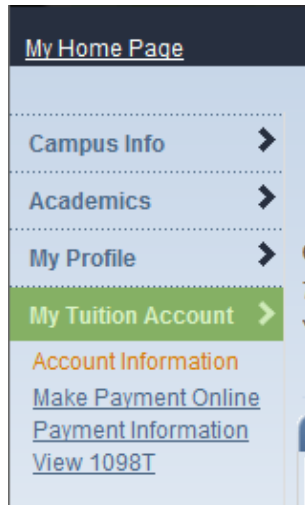 My Home Page
Campus Info
Academics
My Profile
My Tuition Account
Account Information
Make Payment Online
Payment Information
View 1098T